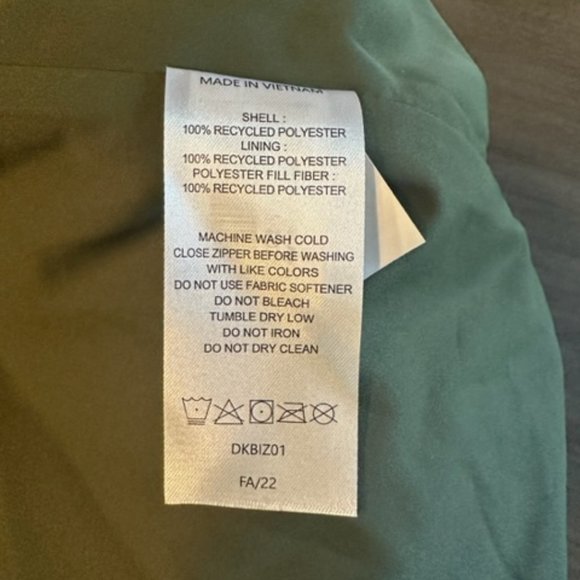 MADE IN VIETNAM
SHELL :
100% RECYCLED POLYESTER
LINING :
100% RECYCLED POLYESTER
POLYESTER FILL FIBER :
100% RECYCLED POLYESTER
MACHINE WASH COLD
CLOSE ZIPPER BEFORE WASHING
WITH LIKE COLORS
DO NOT USE FABRIC SOFTENER
DO NOT BLEACH
TUMBLE DRY LOW
DO NOT IRON
DO NOT DRY CLEAN
DKBIZ01
FA/22